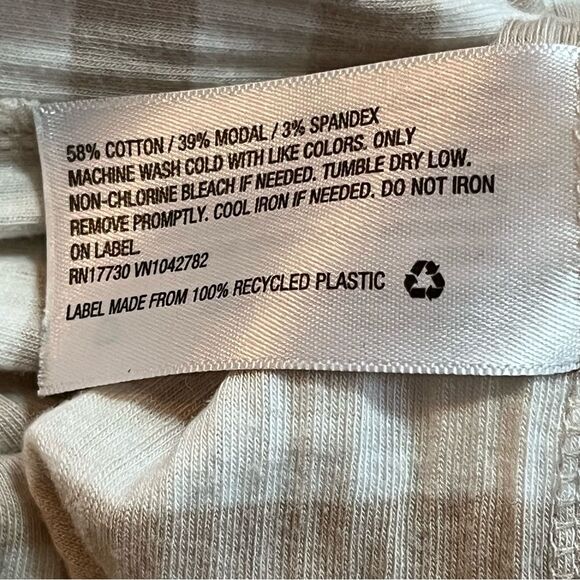 58% COTTON / 39% MODAL / 3% SPANDEX
MACHINE WASH COLD WITH LIKE COLORS. ONLY
NON-CHLORINE BLEACH IF NEEDED. TUMBLE DRY LOW.
REMOVE PROMPTLY. COOL IRON IF NEEDED. DO NOT IRON
ON LABEL.
RN17730 VN1042782
LABEL MADE FROM 100% RECYCLED PLASTIC